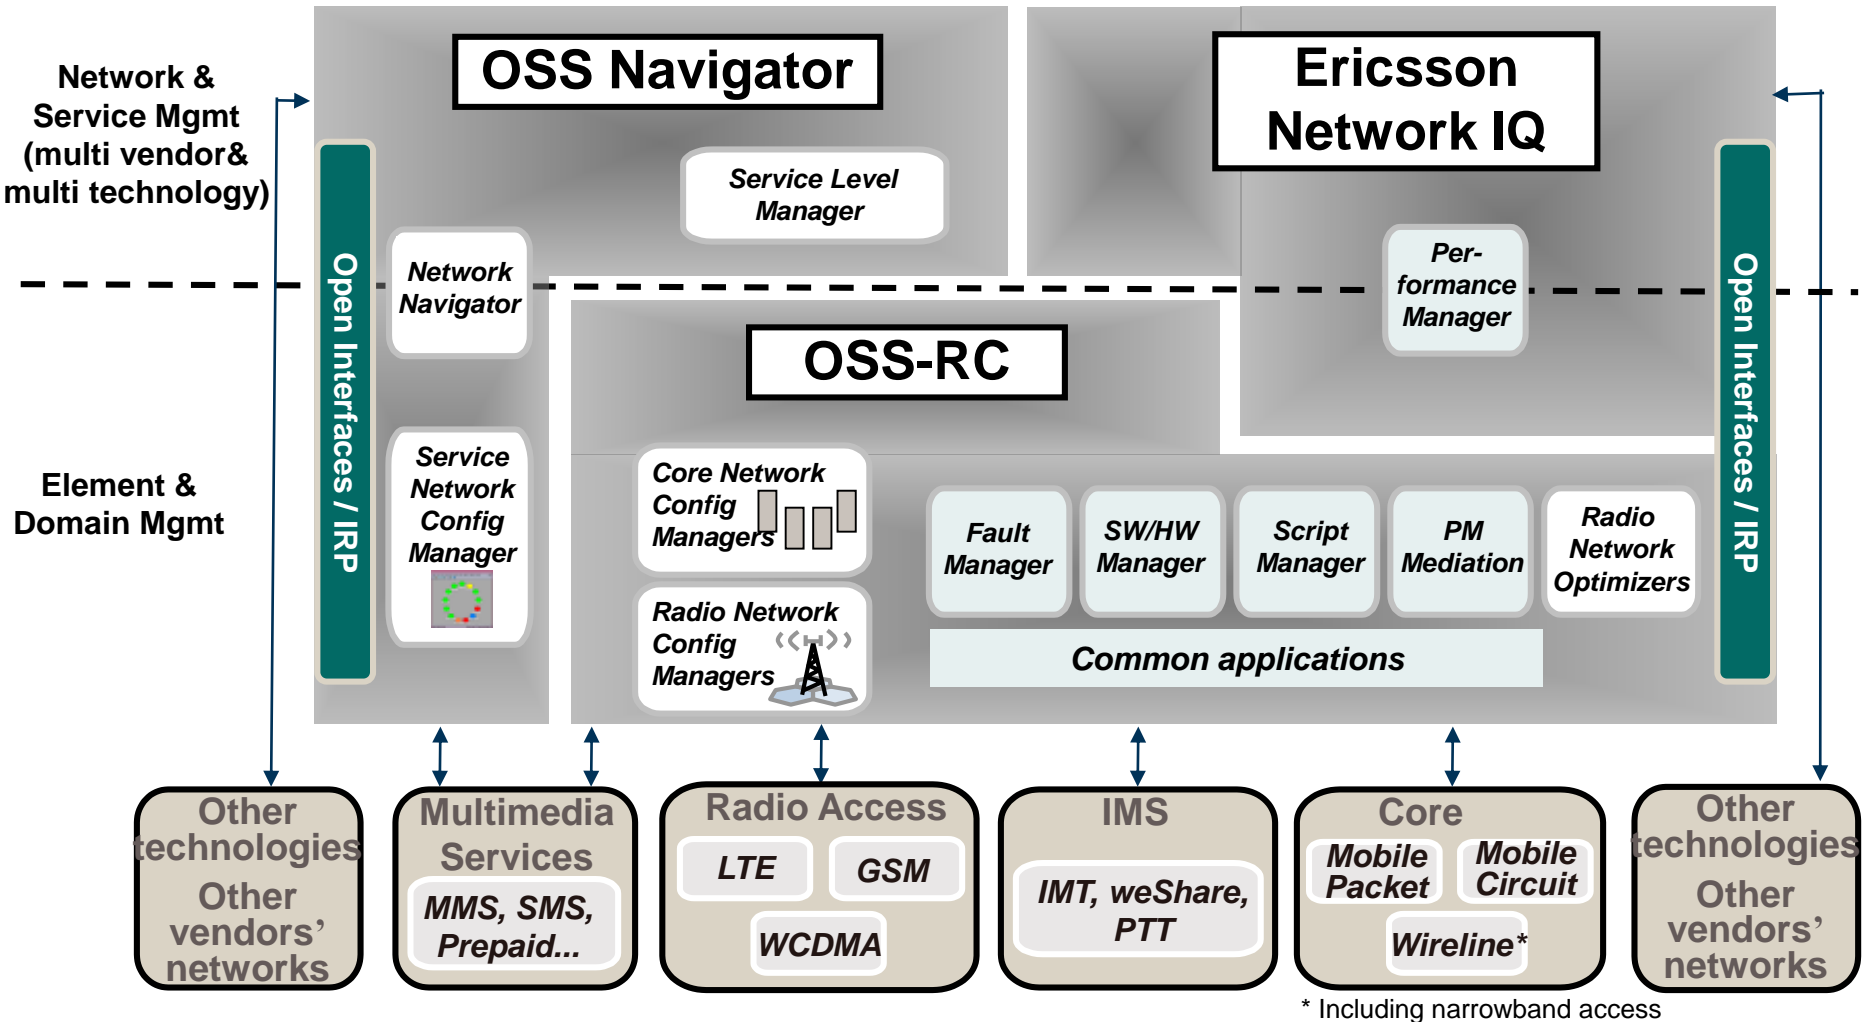 Network &
Service Mgmt
(multi vendor&
multi technology)
OSS Navigator
Ericsson
Network IQ
Service Level
Manager
Network
Navigator
Per-
formance
Manager
Open Interfaces / IRP
Open Interfaces / IRP
OSS-RC
Element &
Domain Mgmt
Service
Network
Config
Manager
Core Network
Config
Managers
Radio Network
Config
Managers
Fault
Manager
SW/HW
Manager
Script
Manager
PM
Mediation
Radio
Network
Optimizers
Common applications
Other
technologies
Other
vendors’
networks
Multimedia
Services
MMS, SMS,
Prepaid...
Radio Access
LTE
GSM
WCDMA
IMS
IMT, weShare,
PTT
Core
Mobile
Packet
Mobile
Circuit
Wireline*
Other
technologies
Other
vendors’
networks
* Including narrowband access